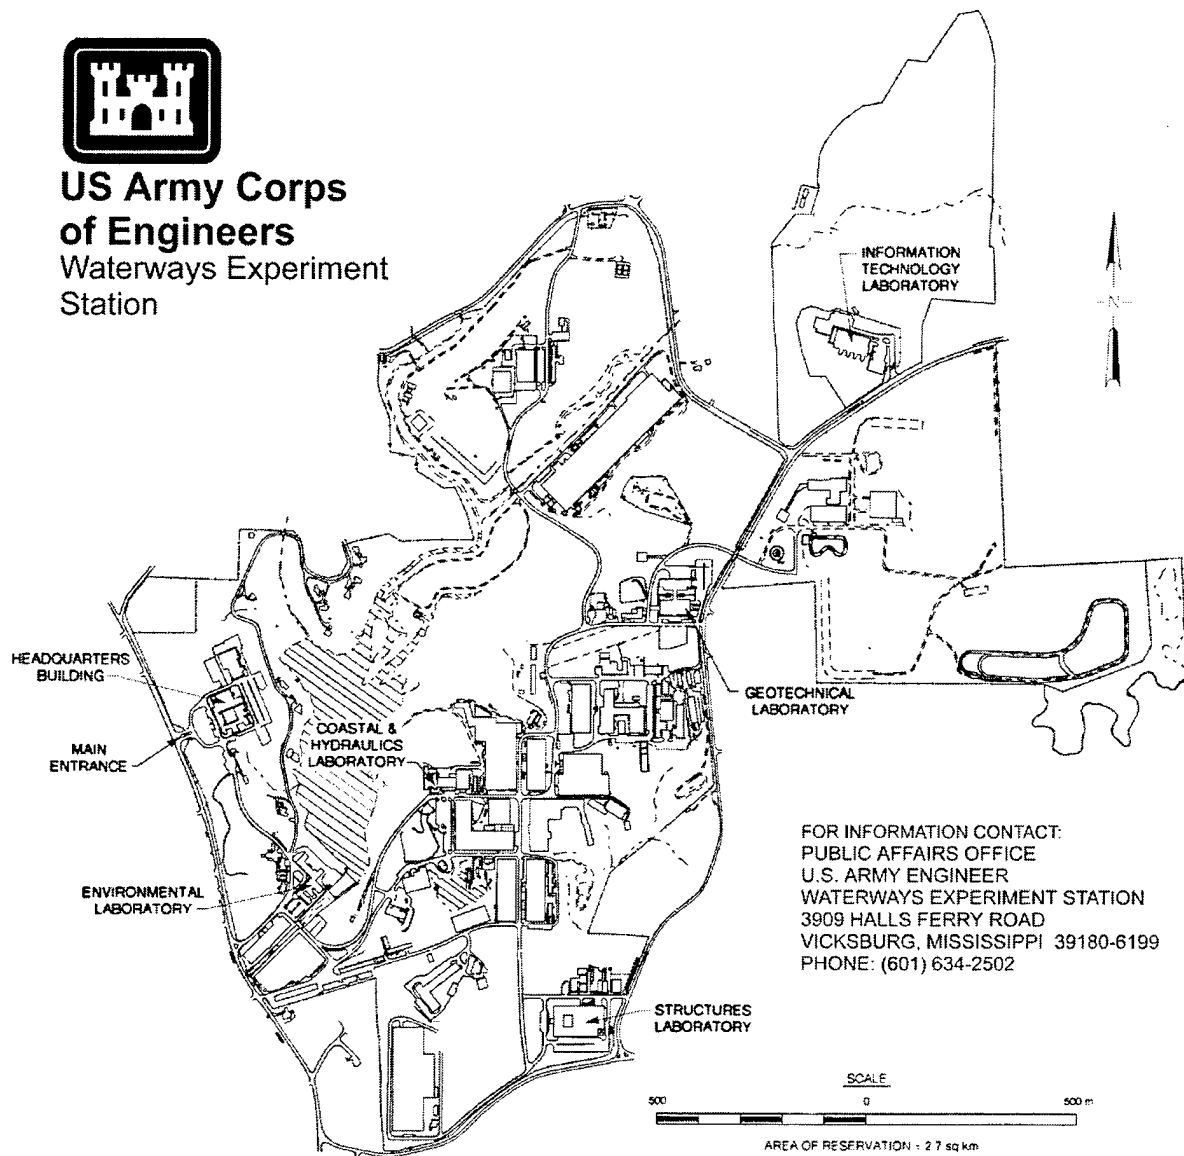 US Army Corps
of Engineers
Waterways Experiment
Station
INFORMATION
TECHNOLOGY
LABORATORY
N
HEADQUARTERS
BUILDING
MAIN
ENTRANCE
COASTAL &
HYDRAULICS
LABORATORY
GEOTECHNICAL
LABORATORY
ENVIRONMENTAL
LABORATORY
STRUCTURES
LABORATORY
FOR INFORMATION CONTACT:
PUBLIC AFFAIRS OFFICE
U.S. ARMY ENGINEER
WATERWAYS EXPERIMENT STATION
3909 HALLS FERRY ROAD
VICKSBURG, MISSISSIPPI 39180-6199
PHONE: (601) 634-2502
SCALE
500 0 500 m
AREA OF RESERVATION = 2.7 sq km